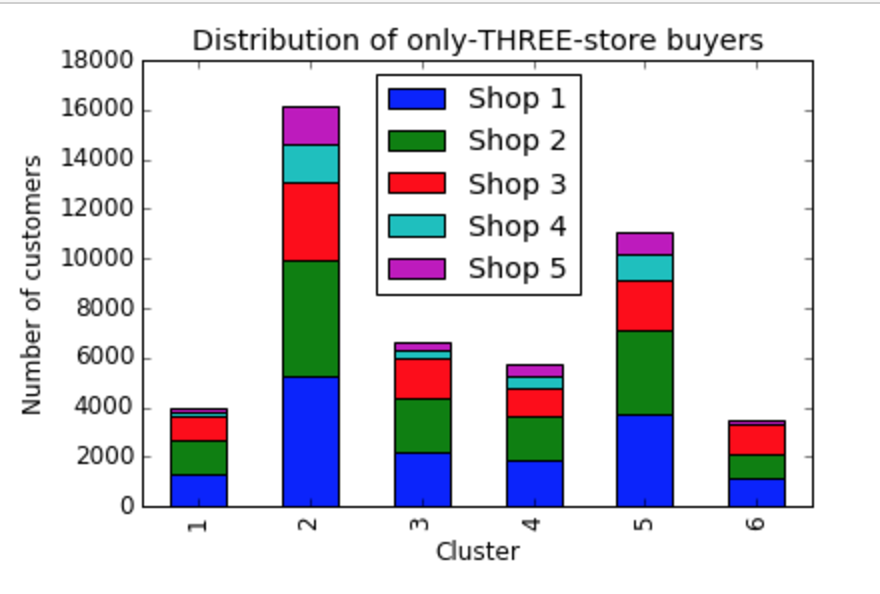 Distribution of only-THREE-store buyers
18000
16000
14000
12000
10000
8000
6000
4000
2000
0
Number of customers
Shop 1
Shop 2
Shop 3
Shop 4
Shop 5
1 2 3 4 5 6
Cluster